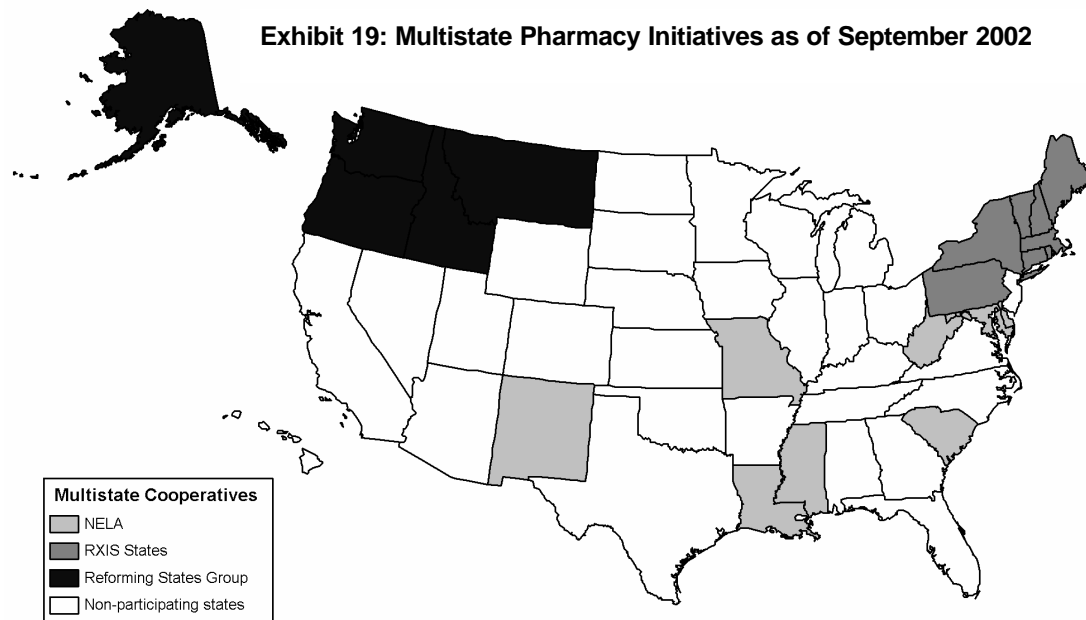 Exhibit 19: Multistate Pharmacy Initiatives as of September 2002
Multistate Cooperatives
NELA
RXIS States
Reforming States Group
Non-participating states